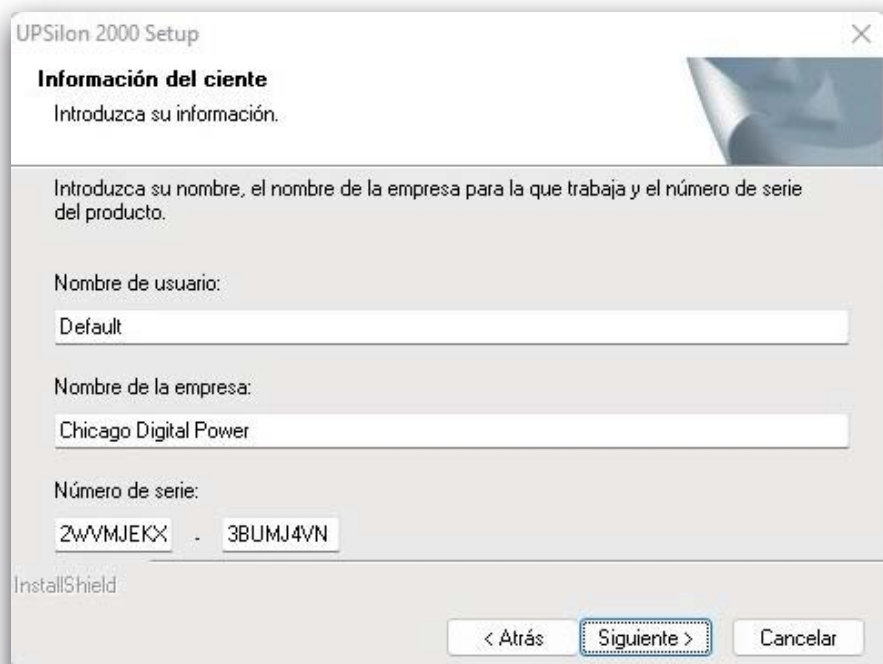 UPSilon 2000 Setup
Información del ciente
Introduzca su información.
Introduzca su nombre, el nombre de la empresa para la que trabaja y el número de serie
del producto.
Nombre de usuario:
Default
Nombre de la empresa:
Chicago Digital Power
Número de serie:
2WVMJEKX - 3BUMJ4VN
InstallShield
< Atrás Siguiente > Cancelar